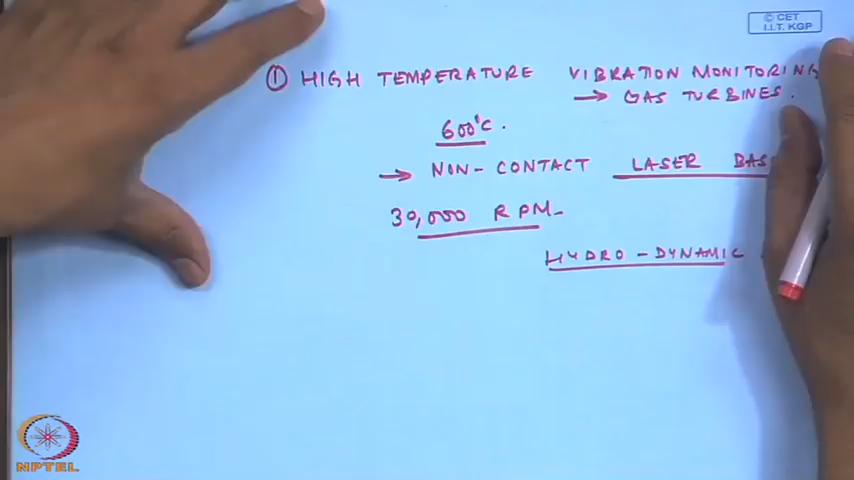 © CET
I.I.T. KGP
① HIGH TEMPERATURE VIBRATION MONITORING
→ GAS TURBINES.
600°C.
→ NON-CONTACT LASER
30,000 RPM
HYDRO-DYNAMIC
NPTEL